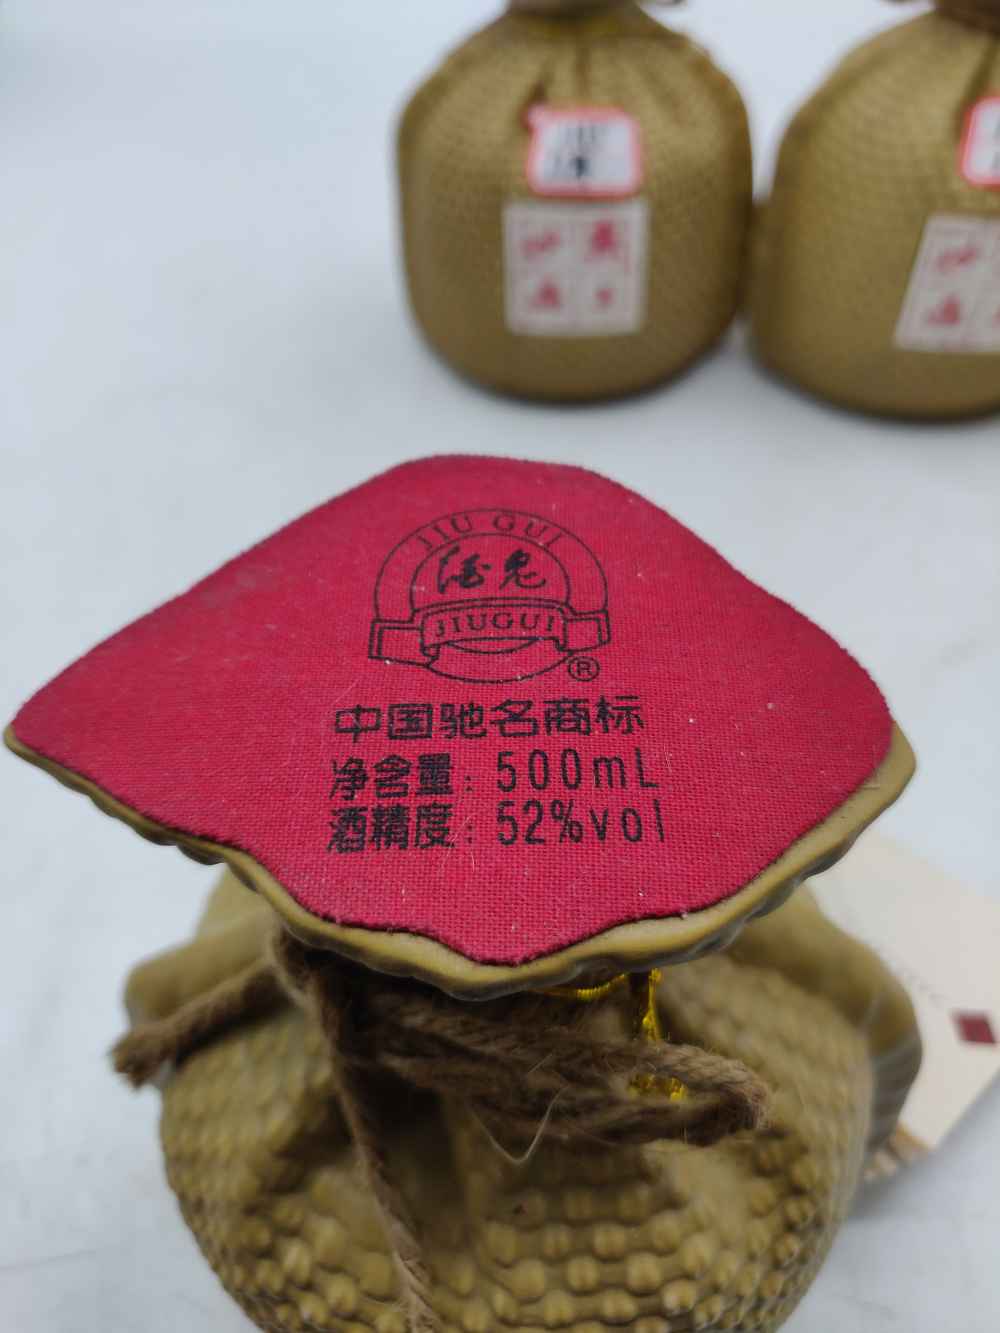 JIU GUI
酒鬼
JIUGUI
®
中国驰名商标
净含量: 500mL
酒精度: 52%vol